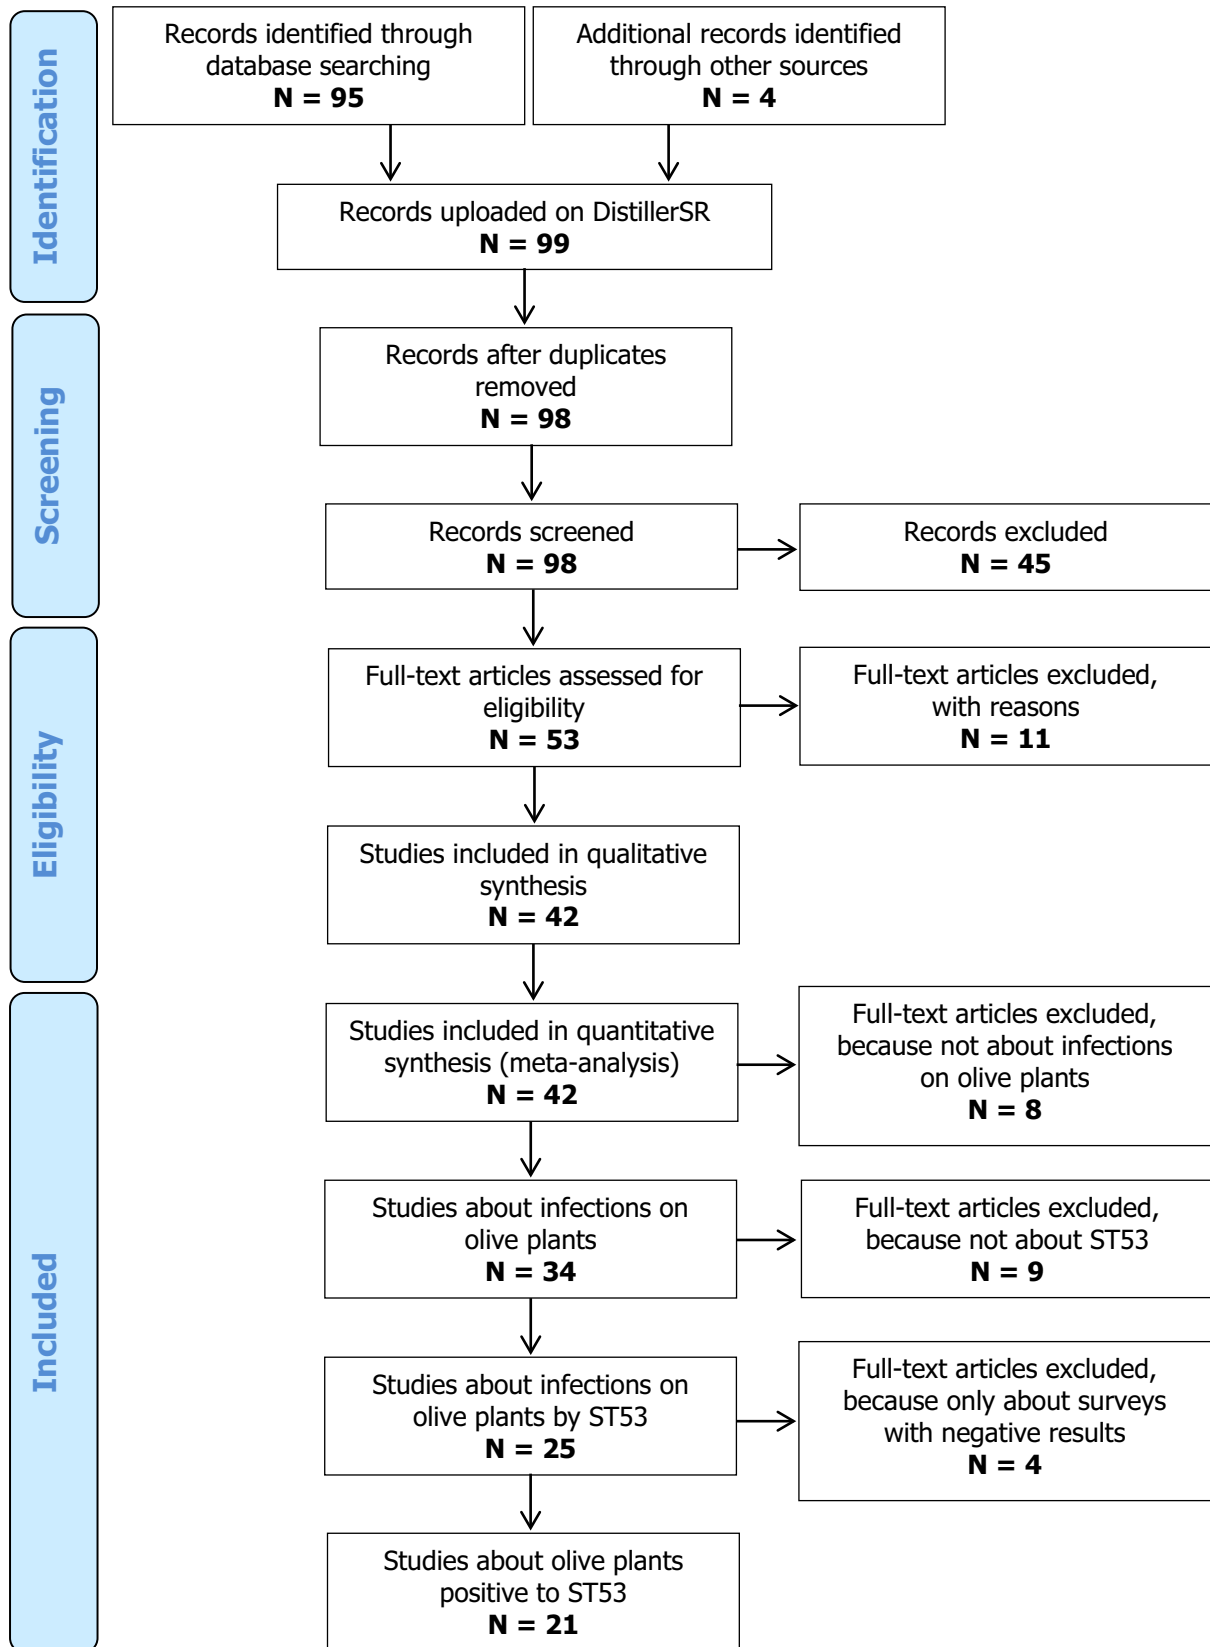 Identification
Records identified through
database searching
N = 95
Additional records identified
through other sources
N = 4
Records uploaded on DistillerSR
N = 99
Screening
Records after duplicates
removed
N = 98
Records screened
N = 98
Records excluded
N = 45
Eligibility
Full-text articles assessed for
eligibility
N = 53
Full-text articles excluded,
with reasons
N = 11
Studies included in qualitative
synthesis
N = 42
Included
Studies included in quantitative
synthesis (meta-analysis)
N = 42
Full-text articles excluded,
because not about infections
on olive plants
N = 8
Studies about infections on
olive plants
N = 34
Full-text articles excluded,
because not about ST53
N = 9
Studies about infections on
olive plants by ST53
N = 25
Full-text articles excluded,
because only about surveys
with negative results
N = 4
Studies about olive plants
positive to ST53
N = 21